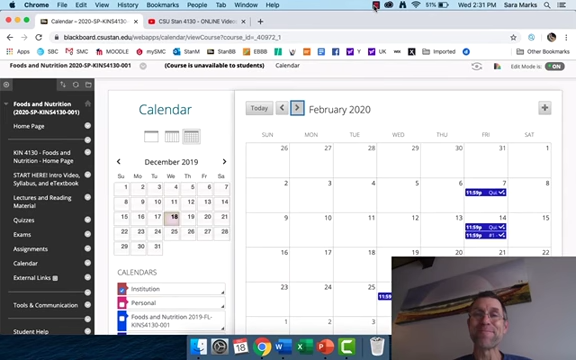 Chrome File Edit View History Bookmarks People Tab Window Help 51% Wed 2:31 PM Sara Marks
Calendar – 2020-SP-KINS4130-
CSU Stan 4130 - ONLINE Video
blackboard.csustan.edu/webapps/calendar/viewCourse?course_id=_40972_1
Apps SMC MOODLE StanMail StanBB EBB YouTube Amazon Imported Other Bookmarks
Foods and Nutrition (2020-SP-KINS4130-001) (Course is unavailable to students) Calendar Edit Mode is: ON
Foods and Nutrition
(2020-SP-KINS4130-001)
Home Page
KIN 4130 - Foods and
Nutrition - Home Page
START HERE! Intro Video,
Syllabus, and eTextbook
Lectures and Reading
Material
Quizzes
Exams
Assignments
Calendar
External Links
Tools & Communication
Student Help
Calendar
December 2019
Su Mo Tu We Th Fr Sa
1 2 3 4 5 6 7
8 9 10 11 12 13 14
15 16 17 18 19 20 21
22 23 24 25 26 27 28
29 30 31
CALENDARS
Institution
Personal
Foods and Nutrition 2019-FL-
KINS4130-001
Today
February 2020
SUN MON TUE WED THU FRI SAT
26 27 28 29 30 31 1
2 3 4 5 6 7 8
11:59p Qui
9 10 11 12 13 14 15
11:59p Qui
11:59p #1
16 17 18 19 20 21 22
23 24 25
11:59p
1 2 3
18